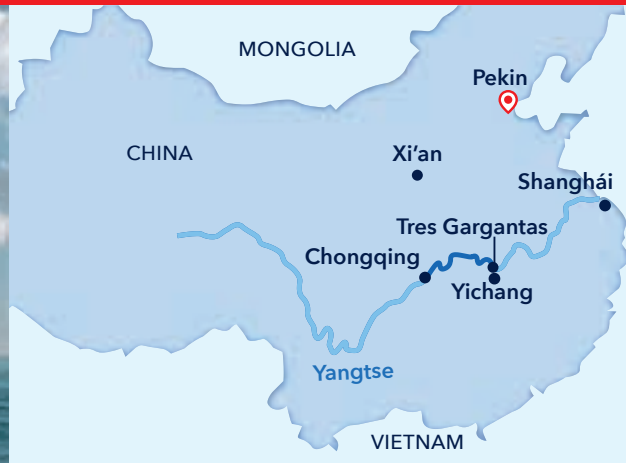 MONGOLIA
Pekin
CHINA
Xi'an
Shanghái
Tres Gargantas
Chongqing
Yichang
Yangtse
VIETNAM